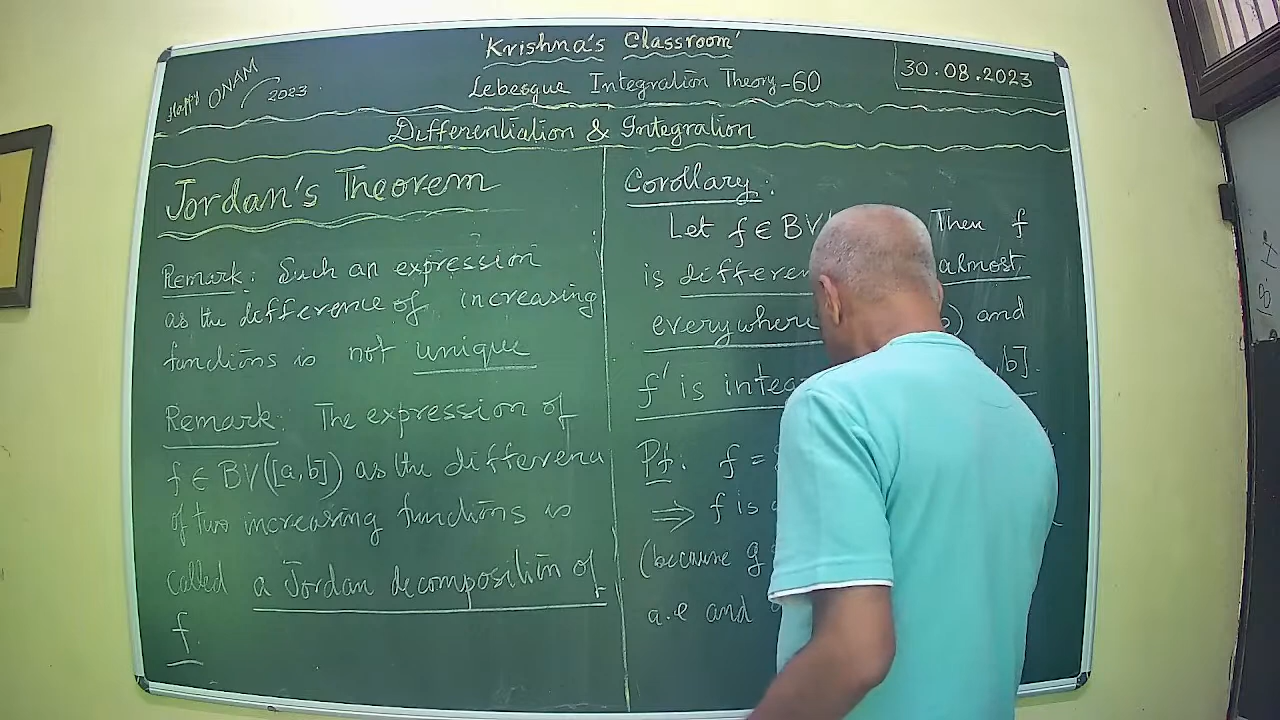 'Krishna's Classroom'
Happy ONAM 2023
Lebesgue Integration Theory-60
30.08.2023
Differentiation & Integration
Jordan's Theorem
Remark: Such an expression
as the difference of increasing
functions is not unique
Remark: The expression of
f ∈ BV([a,b]) as the difference
of two increasing functions is
called a Jordan decomposition of
f.
Corollary:
Let f ∈ BV Then f
is almost
everywhere ) and
f' is ,b].
Pf: f =
⇒ f is
(because g
a.e and